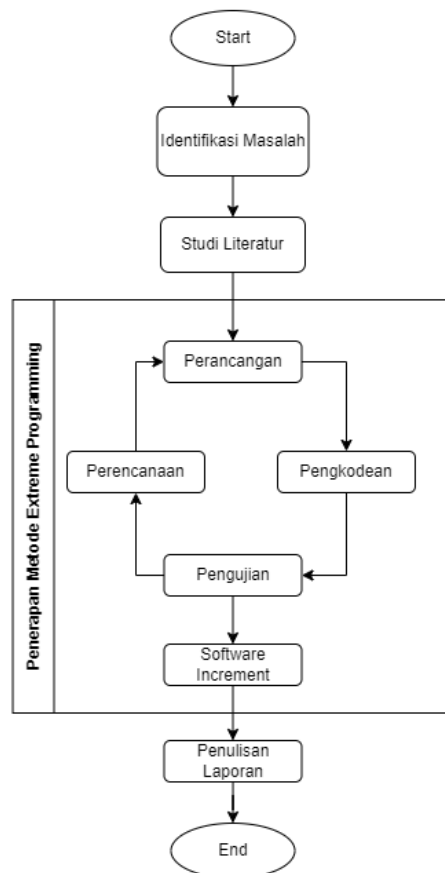 Start
Identifikasi Masalah
Studi Literatur
Penerapan Metode Extreme Programming
Perancangan
Perencanaan
Pengkodean
Pengujian
Software
Increment
Penulisan
Laporan
End